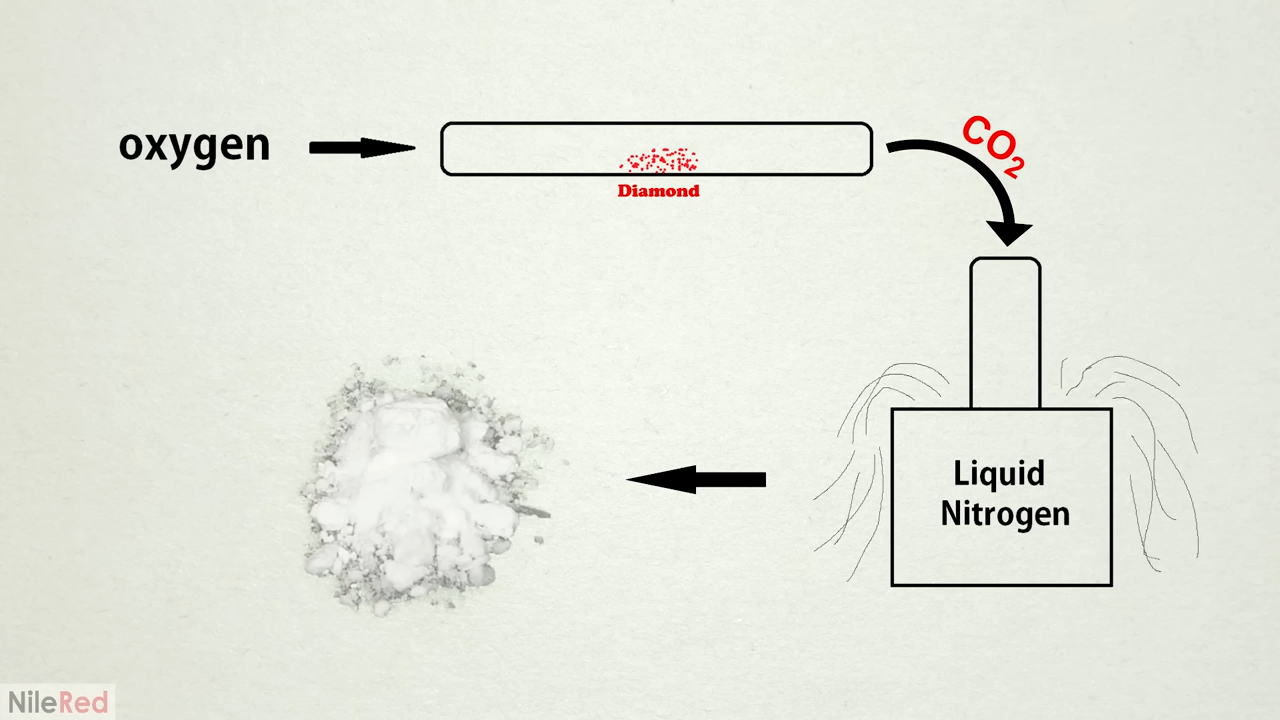 oxygen
CO₂
Diamond
Liquid
Nitrogen
NileRed